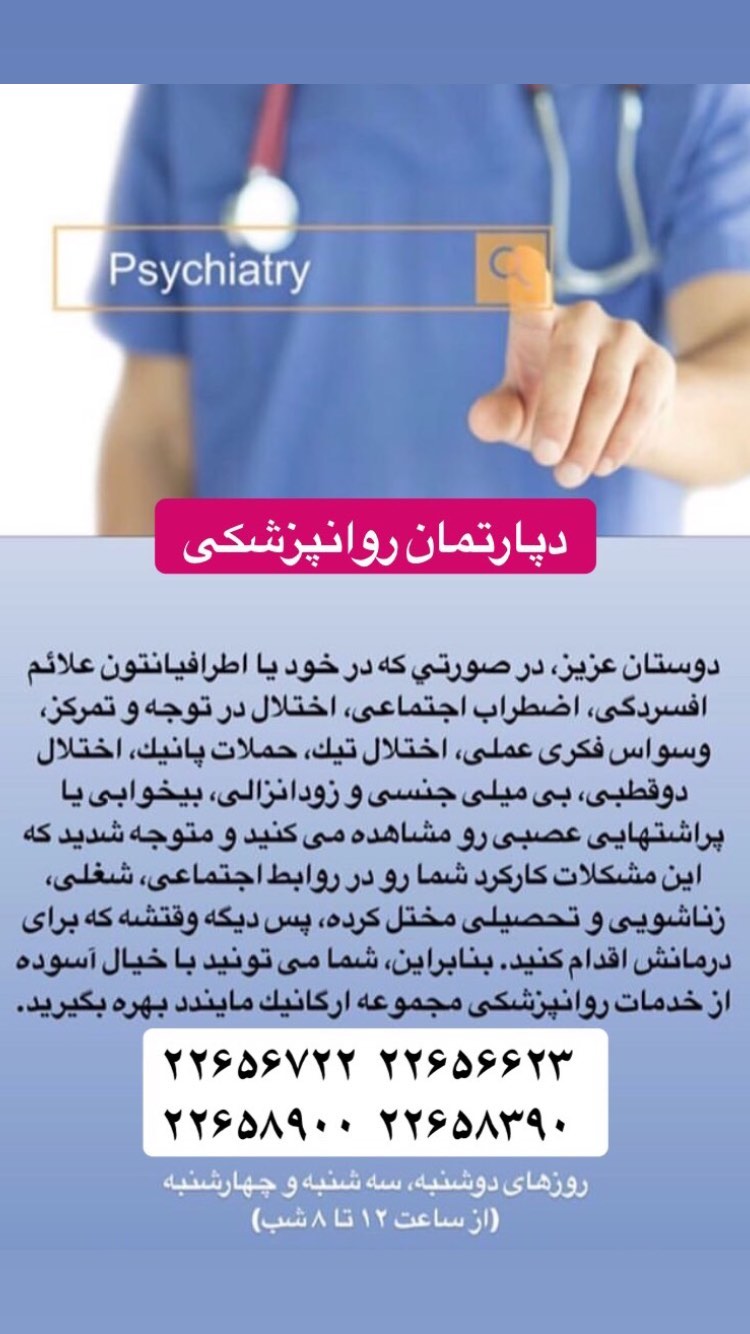 Psychiatry
دپارتمان روانپزشکی
دوستان عزیز، در صورتي که در خود یا اطرافیانتون علائم
افسردگی، اضطراب اجتماعی، اختلال در توجه و تمرکز،
وسواس فکری عملی، اختلال تیك، حملات پانیك، اختلال
دوقطبی، بی میلی جنسی و زودانزالی، بیخوابی یا
پراشتهایی عصبی رو مشاهده می کنید و متوجه شدید که
این مشکلات کارکرد شما رو در روابط اجتماعی، شغلی،
زناشویی و تحصیلی مختل کرده، پس دیگه وقتشه که برای
درمانش اقدام کنید. بنابراین، شما می تونید با خیال آسوده
از خدمات روانپزشکی مجموعه ارگانیك مایندد بهره بگیرید.
۲۲۶۵۶۷۲۲ ۲۲۶۵۶۶۲۳
۲۲۶۵۸۹۰۰ ۲۲۶۵۸۳۹۰
روزهای دوشنبه، سه شنبه و چهارشنبه
(از ساعت ۱۲ تا ۸ شب)